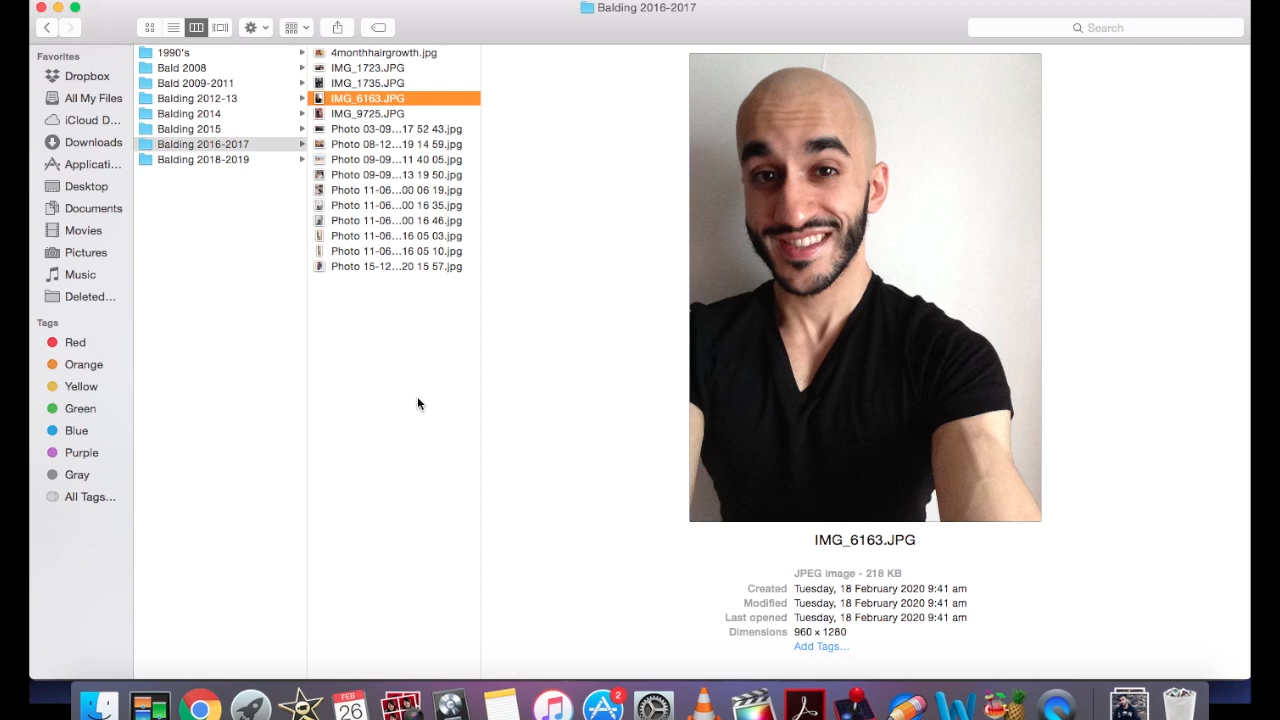 Balding 2016-2017
Search
Favorites
Dropbox
All My Files
iCloud D...
Downloads
Applicati...
Desktop
Documents
Movies
Pictures
Music
Deleted...
Tags
Red
Orange
Yellow
Green
Blue
Purple
Gray
All Tags...
1990's
Bald 2008
Bald 2009-2011
Balding 2012-13
Balding 2014
Balding 2015
Balding 2016-2017
Balding 2018-2019
4monthhairgrowth.jpg
IMG_1723.JPG
IMG_1735.JPG
IMG_6163.JPG
IMG_9725.JPG
Photo 03-09...17 52 43.jpg
Photo 08-12...19 14 59.jpg
Photo 09-09...11 40 05.jpg
Photo 09-09...13 19 50.jpg
Photo 11-06...00 06 19.jpg
Photo 11-06...00 16 35.jpg
Photo 11-06...00 16 46.jpg
Photo 11-06...16 05 03.jpg
Photo 11-06...16 05 10.jpg
Photo 15-12...20 15 57.jpg
IMG_6163.JPG
JPEG image - 218 KB
Created Tuesday, 18 February 2020 9:41 am
Modified Tuesday, 18 February 2020 9:41 am
Last opened Tuesday, 18 February 2020 9:41 am
Dimensions 960 × 1280
Add Tags...
FEB
26
2